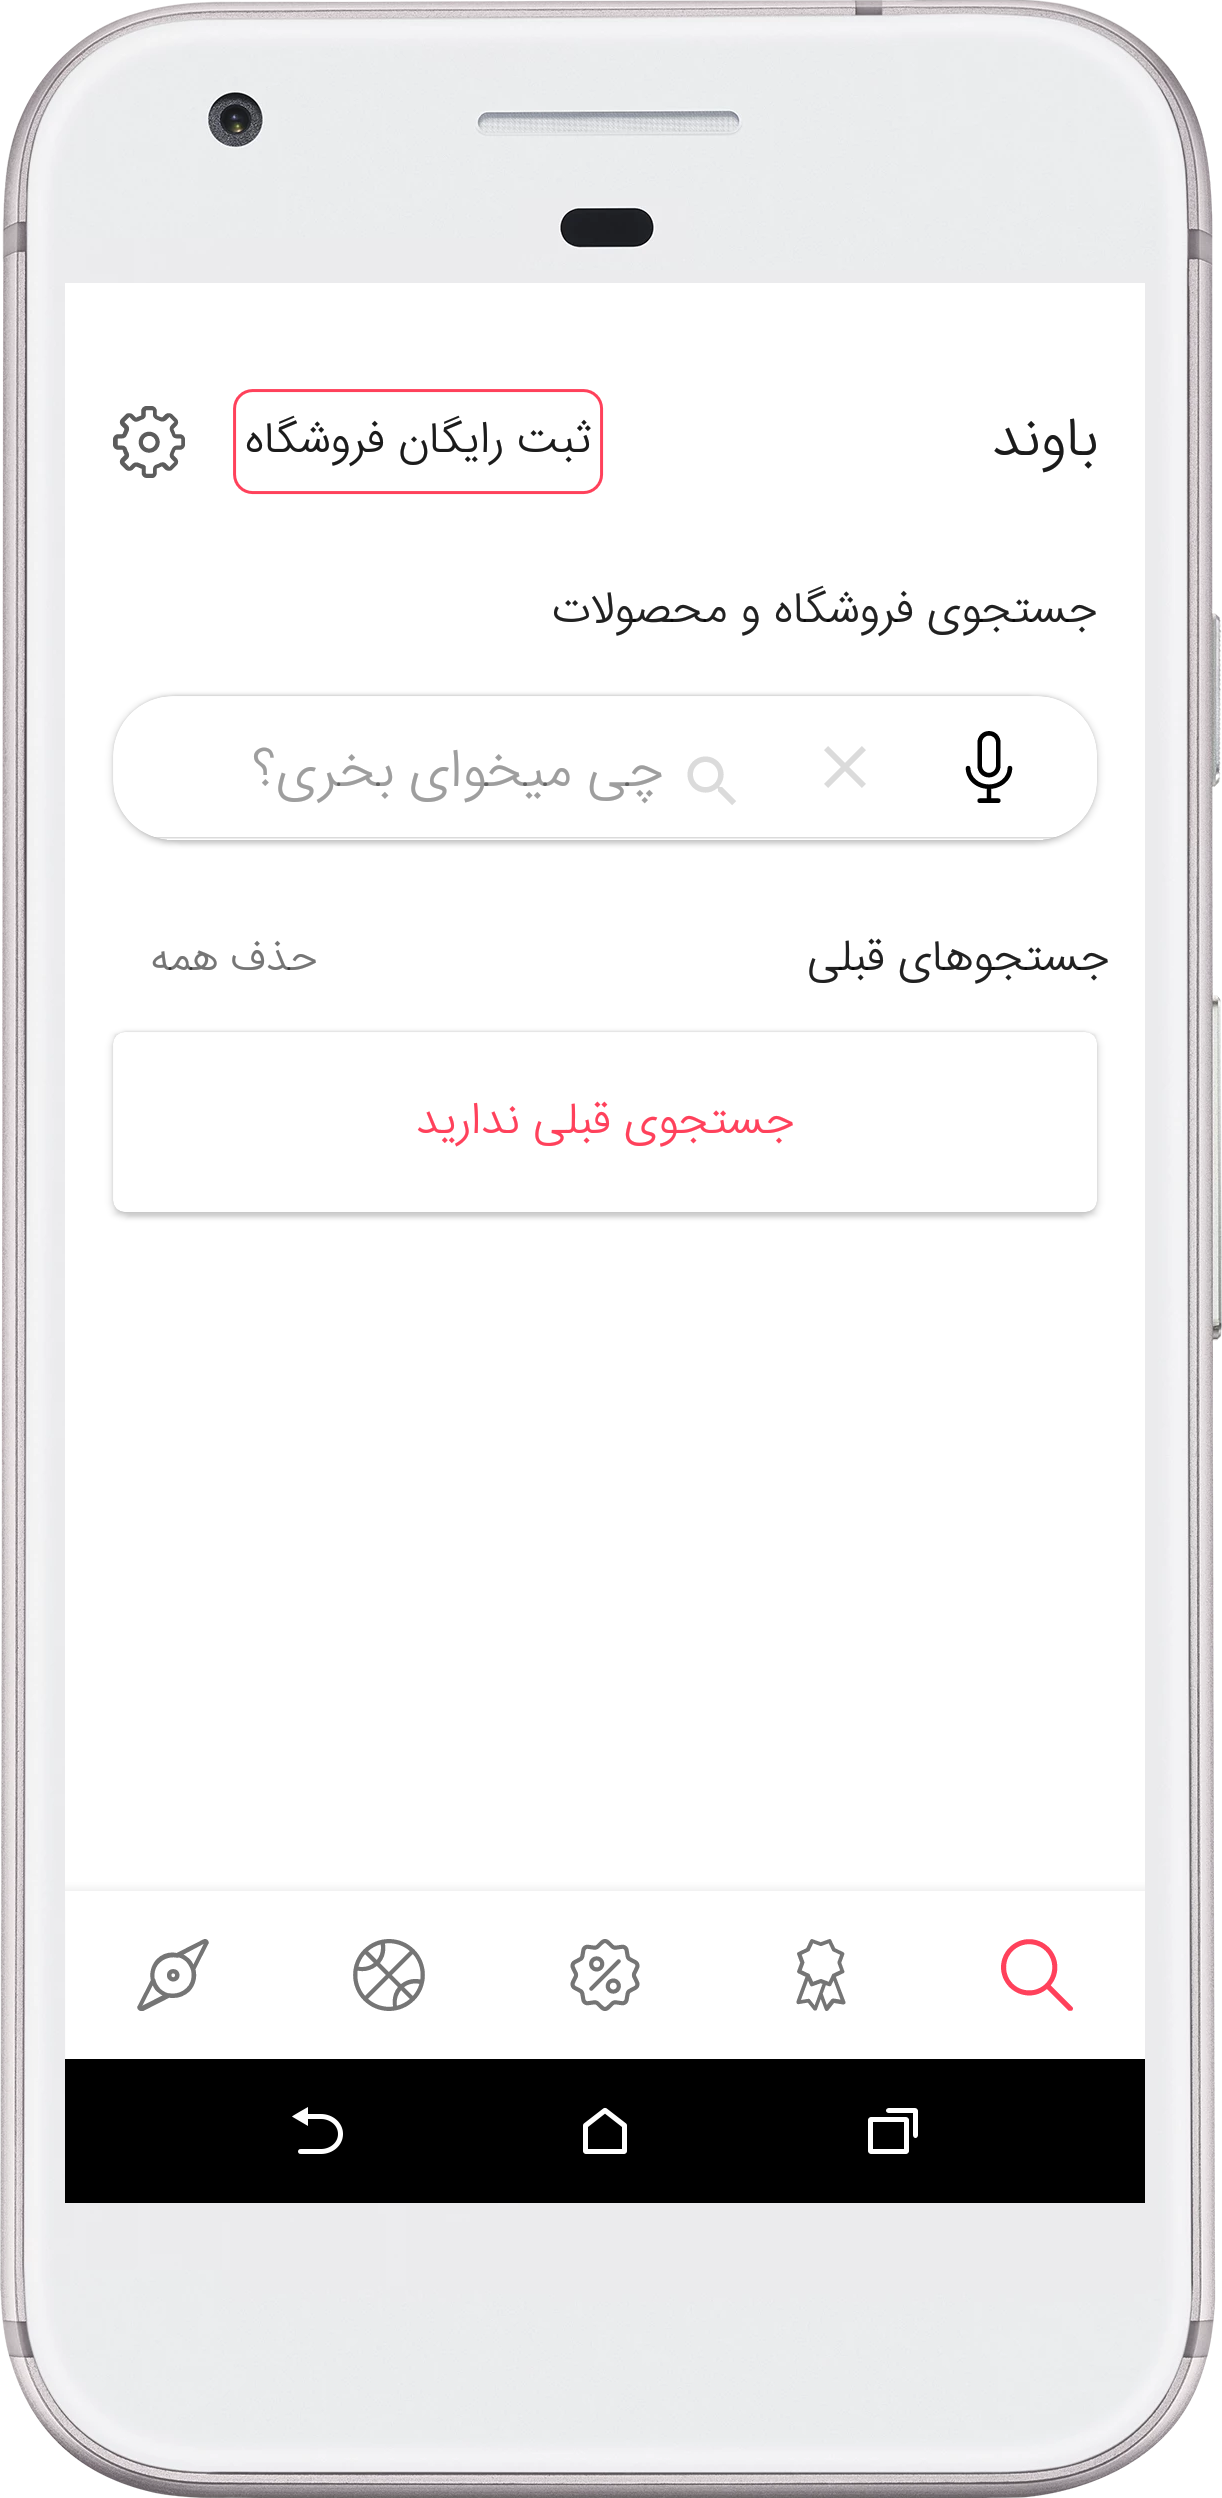 باوند
ثبت رایگان فروشگاه
جستجوی فروشگاه و محصولات
چی میخوای بخری؟
جستجوهای قبلی
حذف همه
جستجوی قبلی ندارید